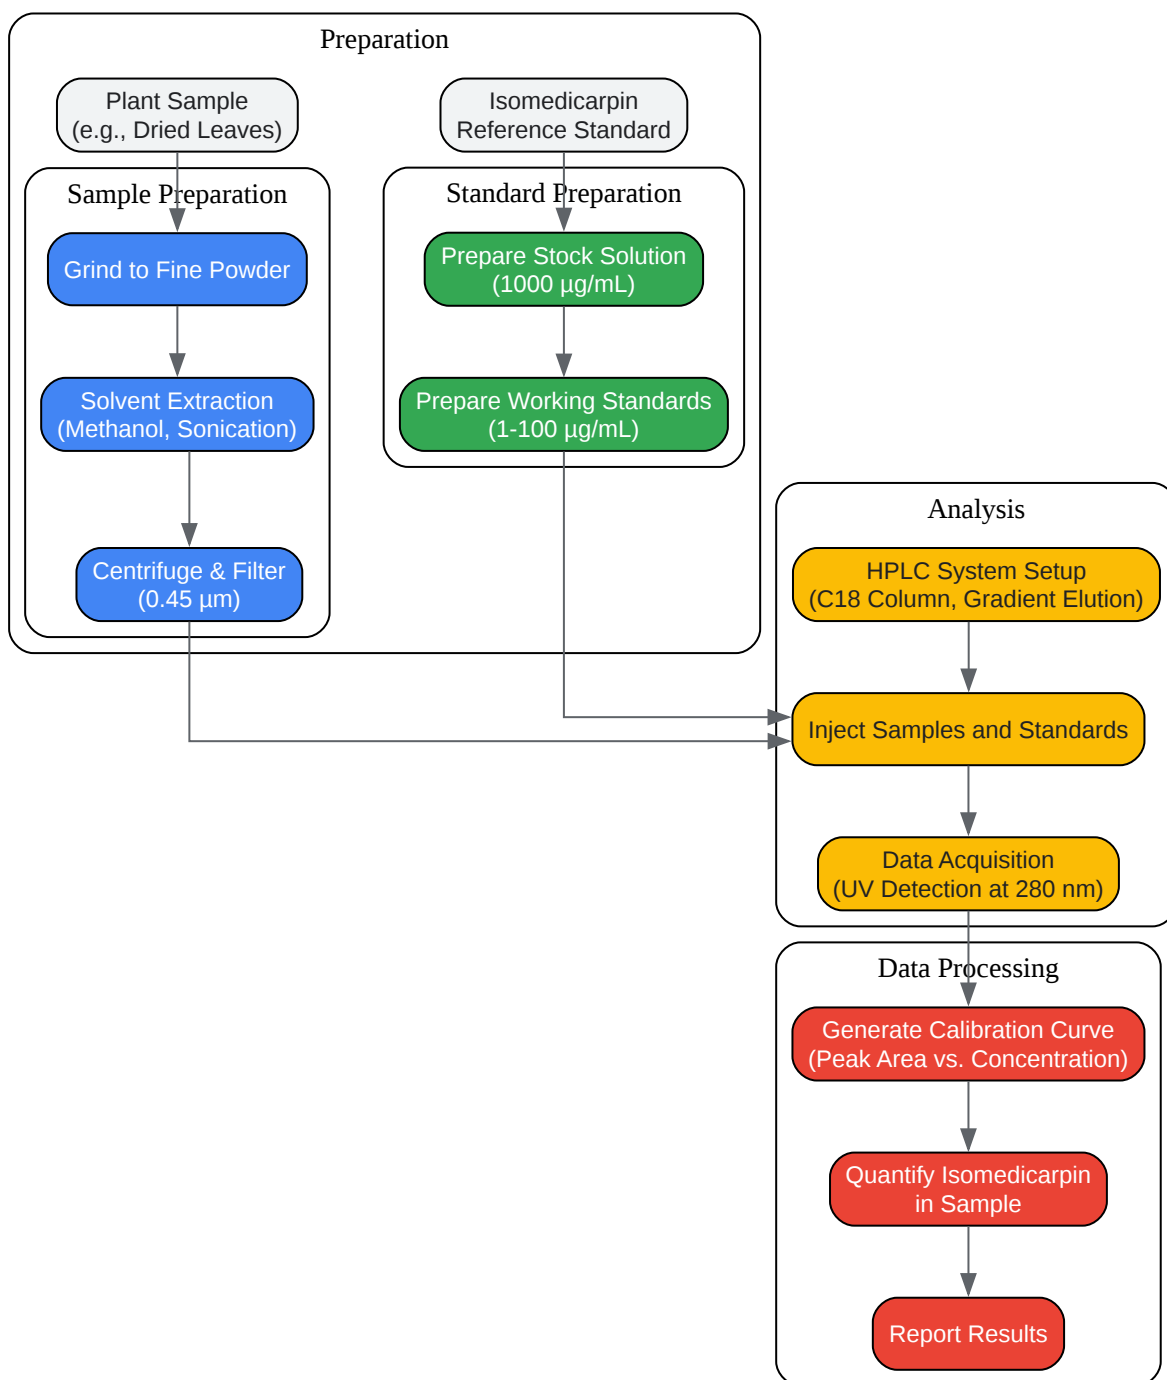 Preparation
Plant Sample
(e.g., Dried Leaves)
Isomedicarpin
Reference Standard
Sample Preparation
Standard Preparation
Grind to Fine Powder
Prepare Stock Solution
(1000 µg/mL)
Solvent Extraction
(Methanol, Sonication)
Prepare Working Standards
(1-100 µg/mL)
Centrifuge & Filter
(0.45 µm)
Analysis
HPLC System Setup
(C18 Column, Gradient Elution)
Inject Samples and Standards
Data Acquisition
(UV Detection at 280 nm)
Data Processing
Generate Calibration Curve
(Peak Area vs. Concentration)
Quantify Isomedicarpin
in Sample
Report Results